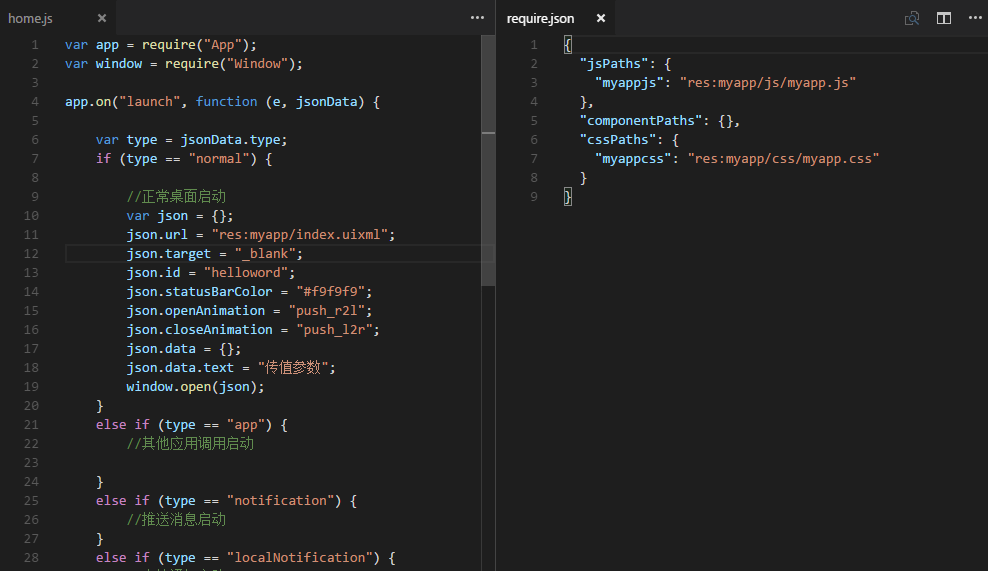 home.js × ···
1 var app = require("App");
2 var window = require("Window");
3
4 app.on("launch", function (e, jsonData) {
5
6 var type = jsonData.type;
7 if (type == "normal") {
8
9 //正常桌面启动
10 var json = {};
11 json.url = "res:myapp/index.uixml";
12 json.target = "_blank";
13 json.id = "helloword";
14 json.statusBarColor = "#f9f9f9";
15 json.openAnimation = "push_r2l";
16 json.closeAnimation = "push_l2r";
17 json.data = {};
18 json.data.text = "传值参数";
19 window.open(json);
20 }
21 else if (type == "app") {
22 //其他应用调用启动
23
24 }
25 else if (type == "notification") {
26 //推送消息启动
27 }
28 else if (type == "localNotification") {
require.json × ···
1 {
2 "jsPaths": {
3 "myappjs": "res:myapp/js/myapp.js"
4 },
5 "componentPaths": {},
6 "cssPaths": {
7 "myappcss": "res:myapp/css/myapp.css"
8 }
9 }